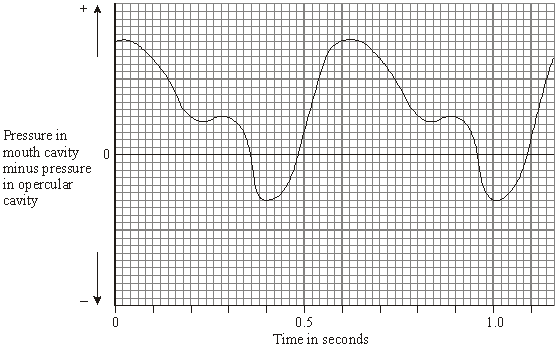 +
Pressure in
mouth cavity
minus pressure
in opercular
cavity
0
–
0
0.5
1.0
Time in seconds